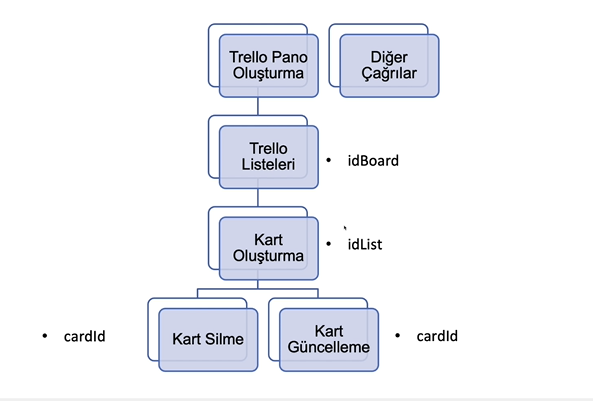 Trello Pano
Oluşturma
Diğer
Çağrılar
Trello
Listeleri
• idBoard
Kart
Oluşturma
• idList
• cardId
Kart Silme
Kart
Güncelleme
• cardId